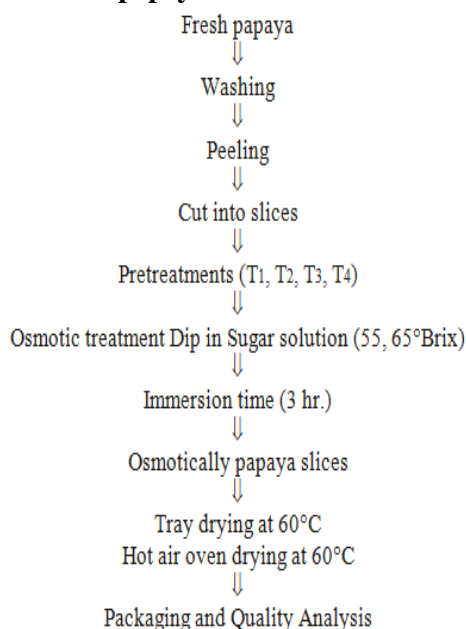 Fresh papaya
Washing
Peeling
Cut into slices
Pretreatments (T1, T2, T3, T4)
Osmotic treatment Dip in Sugar solution (55, 65°Brix)
Immersion time (3 hr.)
Osmotically papaya slices
Tray drying at 60°C
Hot air oven drying at 60°C
Packaging and Quality Analysis